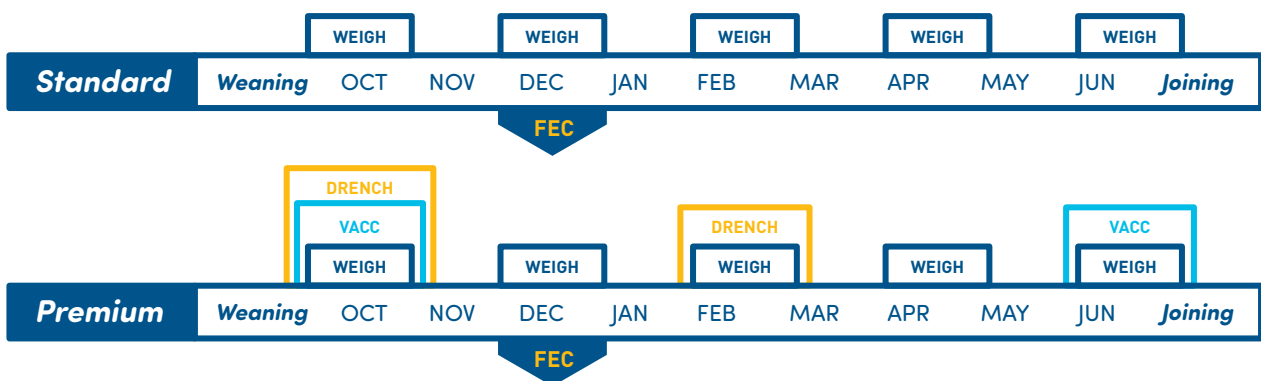 WEIGH WEIGH WEIGH WEIGH WEIGH
Standard Weaning OCT NOV DEC JAN FEB MAR APR MAY JUN Joining
FEC
DRENCH
VACC DRENCH VACC
WEIGH WEIGH WEIGH WEIGH WEIGH
Premium Weaning OCT NOV DEC JAN FEB MAR APR MAY JUN Joining
FEC